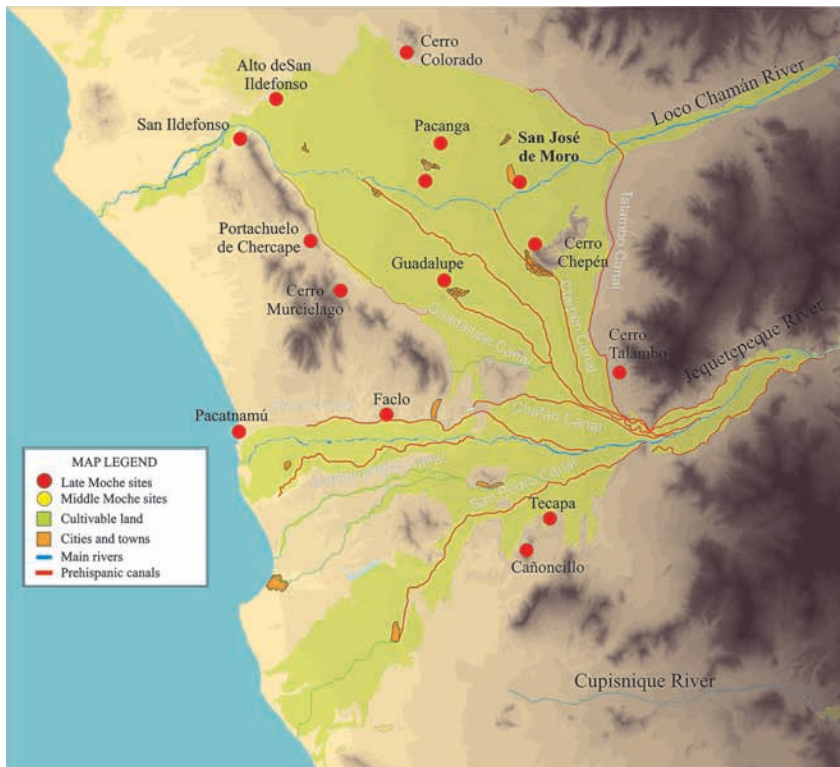 Cerro
Colorado
Alto deSan
Ildefonso
Loco Chamán River
San Ildefonso
Pacanga
San José
de Moro
Talambo Canal
Portachuelo
de Chercape
Cerro
Chepén
Guadalupe
Cerro
Murcielago
Guadalupe Canal
Chepén Canal
Cerro
Talambo
Jequetepeque River
Faclo
Pacatnamú
Chafán Canal
MAP LEGEND
Late Moche sites
Middle Moche sites
Cultivable land
Cities and towns
Main rivers
Prehispanic canals
San Pedro Canal
Tecapa
Cañoncillo
Cupisnique River